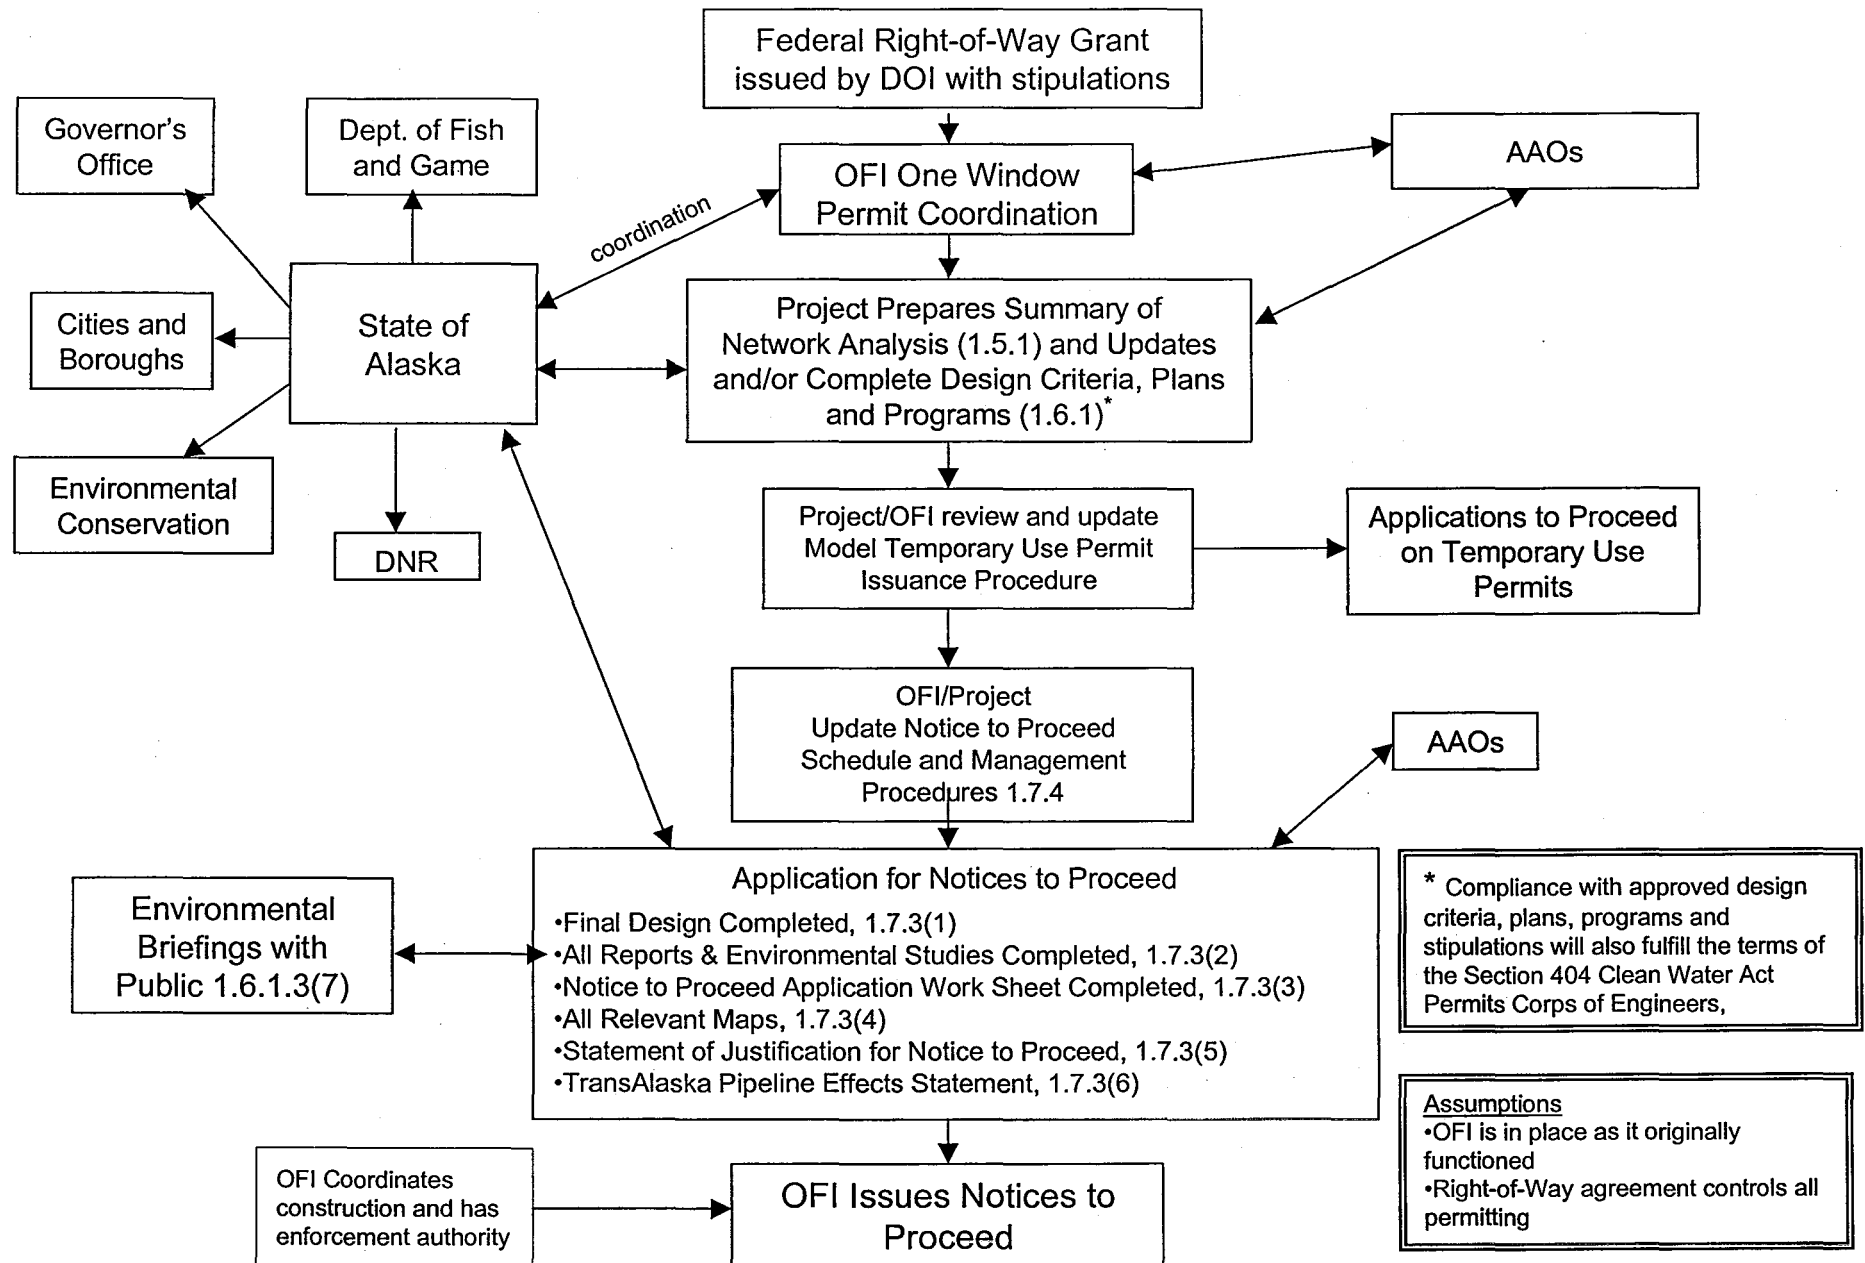 Federal Right-of-Way Grant
issued by DOI with stipulations
Governor's
Office
Dept. of Fish
and Game
AAOs
OFI One Window
Permit Coordination
coordination
Cities and
Boroughs
State of
Alaska
Project Prepares Summary of
Network Analysis (1.5.1) and Updates
and/or Complete Design Criteria, Plans
and Programs (1.6.1)*
Environmental
Conservation
DNR
Project/OFI review and update
Model Temporary Use Permit
Issuance Procedure
Applications to Proceed
on Temporary Use
Permits
OFI/Project
Update Notice to Proceed
Schedule and Management
Procedures 1.7.4
AAOs
Environmental
Briefings with
Public 1.6.1.3(7)
Application for Notices to Proceed
•Final Design Completed, 1.7.3(1)
•All Reports & Environmental Studies Completed, 1.7.3(2)
•Notice to Proceed Application Work Sheet Completed, 1.7.3(3)
•All Relevant Maps, 1.7.3(4)
•Statement of Justification for Notice to Proceed, 1.7.3(5)
•TransAlaska Pipeline Effects Statement, 1.7.3(6)
* Compliance with approved design
criteria, plans, programs and
stipulations will also fulfill the terms of
the Section 404 Clean Water Act
Permits Corps of Engineers,
OFI Coordinates
construction and has
enforcement authority
OFI Issues Notices to
Proceed
Assumptions
•OFI is in place as it originally
functioned
•Right-of-Way agreement controls all
permitting